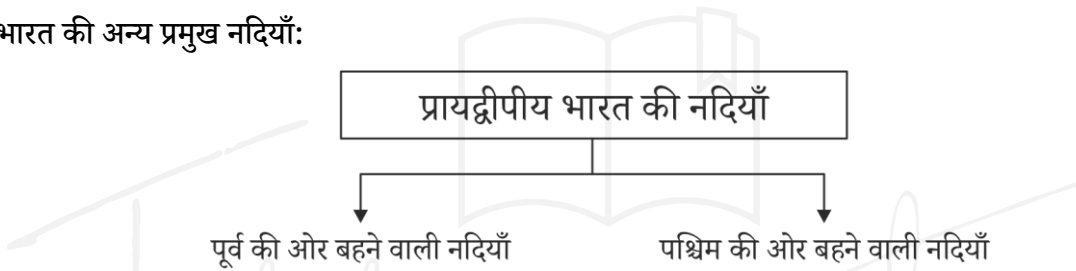 भारत की अन्य प्रमुख नदियाँ:
प्रायद्वीपीय भारत की नदियाँ
पूर्व की ओर बहने वाली नदियाँ पश्चिम की ओर बहने वाली नदियाँ